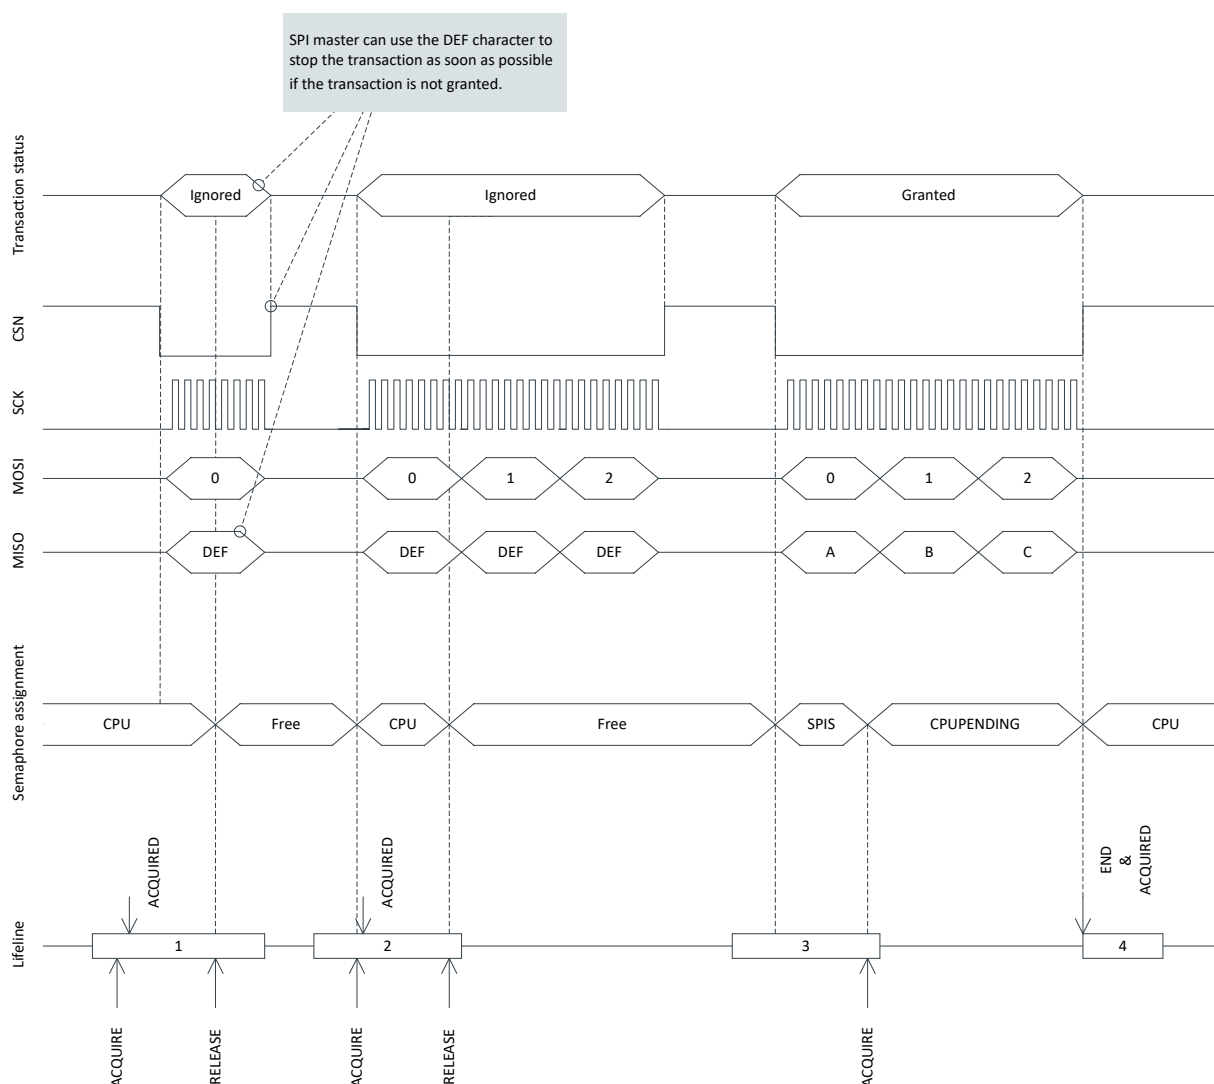 SPI master can use the DEF character to
stop the transaction as soon as possible
if the transaction is not granted.
Transaction status
Ignored
Ignored
Granted
CSN
SCK
MOSI
0
0
1
2
0
1
2
MISO
DEF
DEF
DEF
DEF
A
B
C
Semaphore assignment
CPU
Free
CPU
Free
SPIS
CPUPENDING
CPU
ACQUIRED
ACQUIRED
END
&
ACQUIRED
Lifeline
1
2
3
4
ACQUIRE
RELEASE
ACQUIRE
RELEASE
ACQUIRE